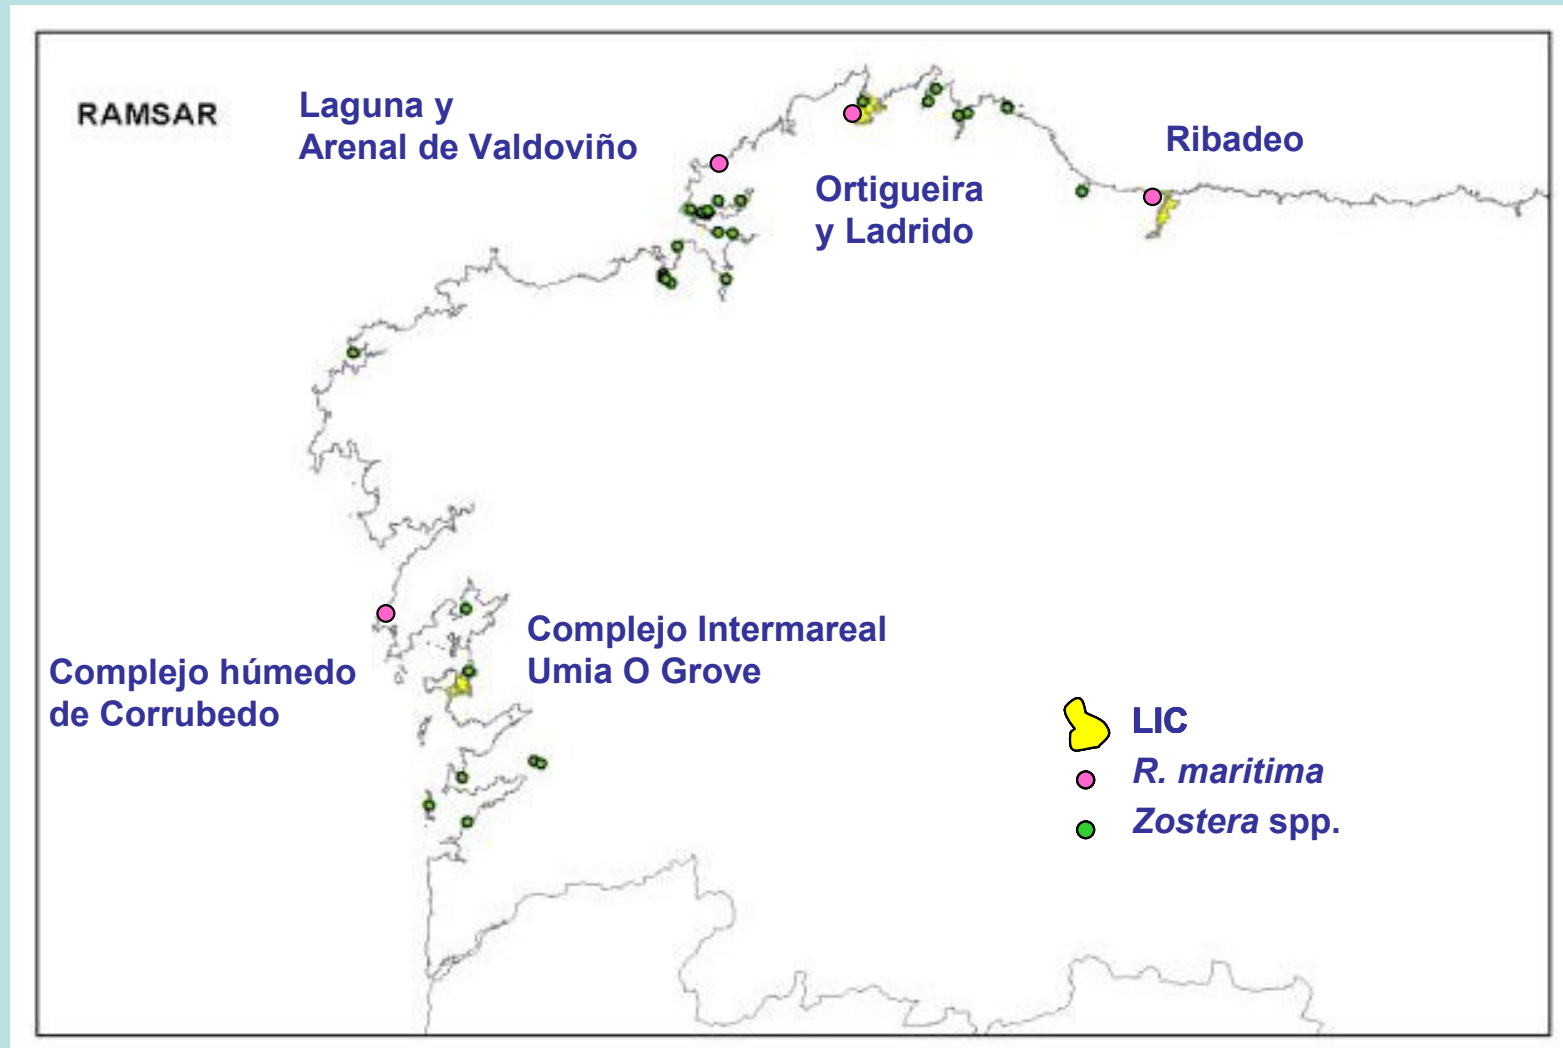 RAMSAR
Laguna y
Arenal de Valdoviño
Ribadeo
Ortigueira
y Ladrido
Complejo Intermareal
Umia O Grove
Complejo húmedo
de Corrubedo
LIC
R. maritima
Zostera spp.